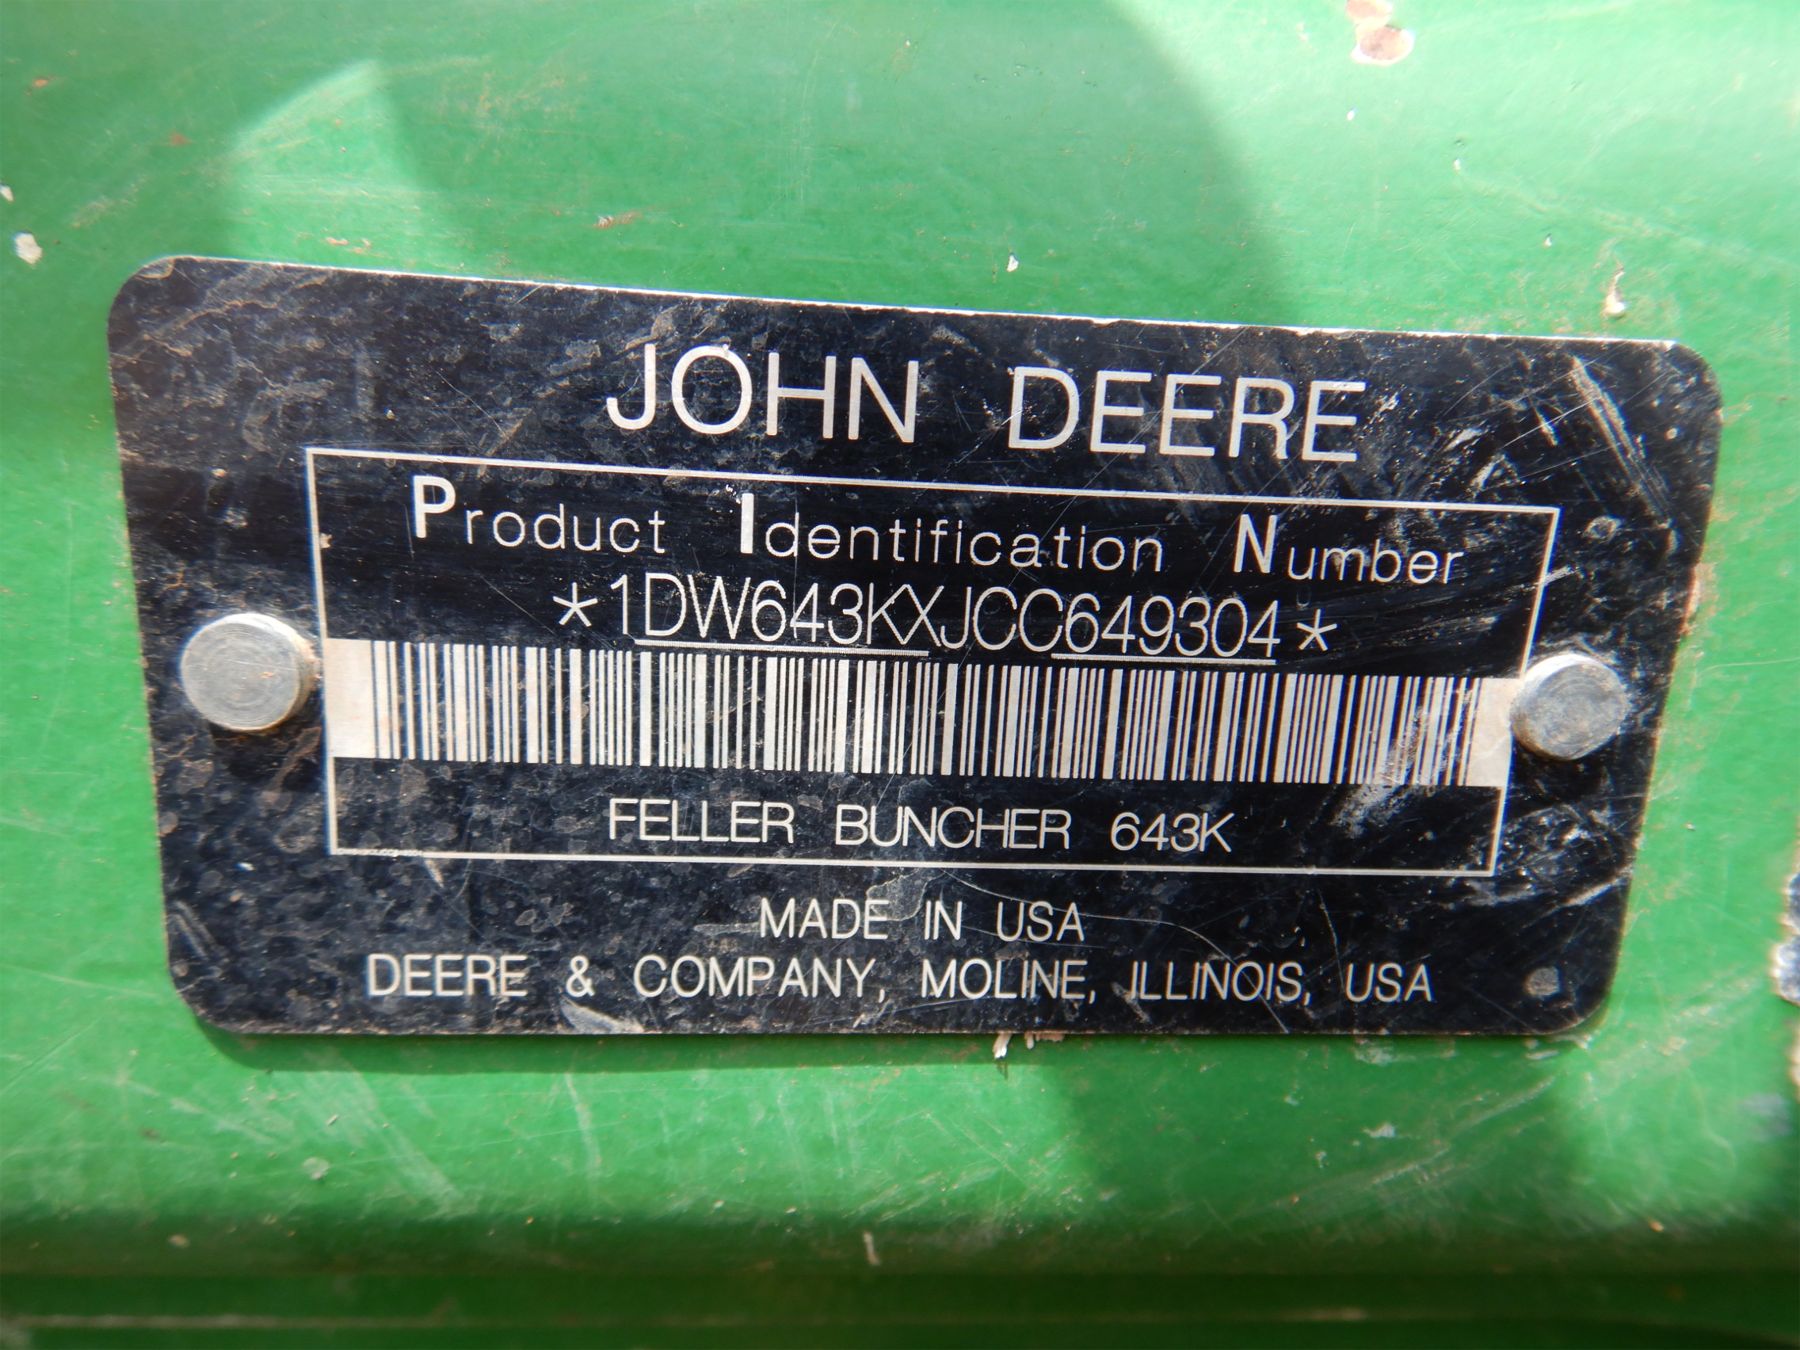 JOHN DEERE
Product Identification Number
*1DW643KXJCC649304*
FELLER BUNCHER 643K
MADE IN USA
DEERE & COMPANY, MOLINE, ILLINOIS, USA